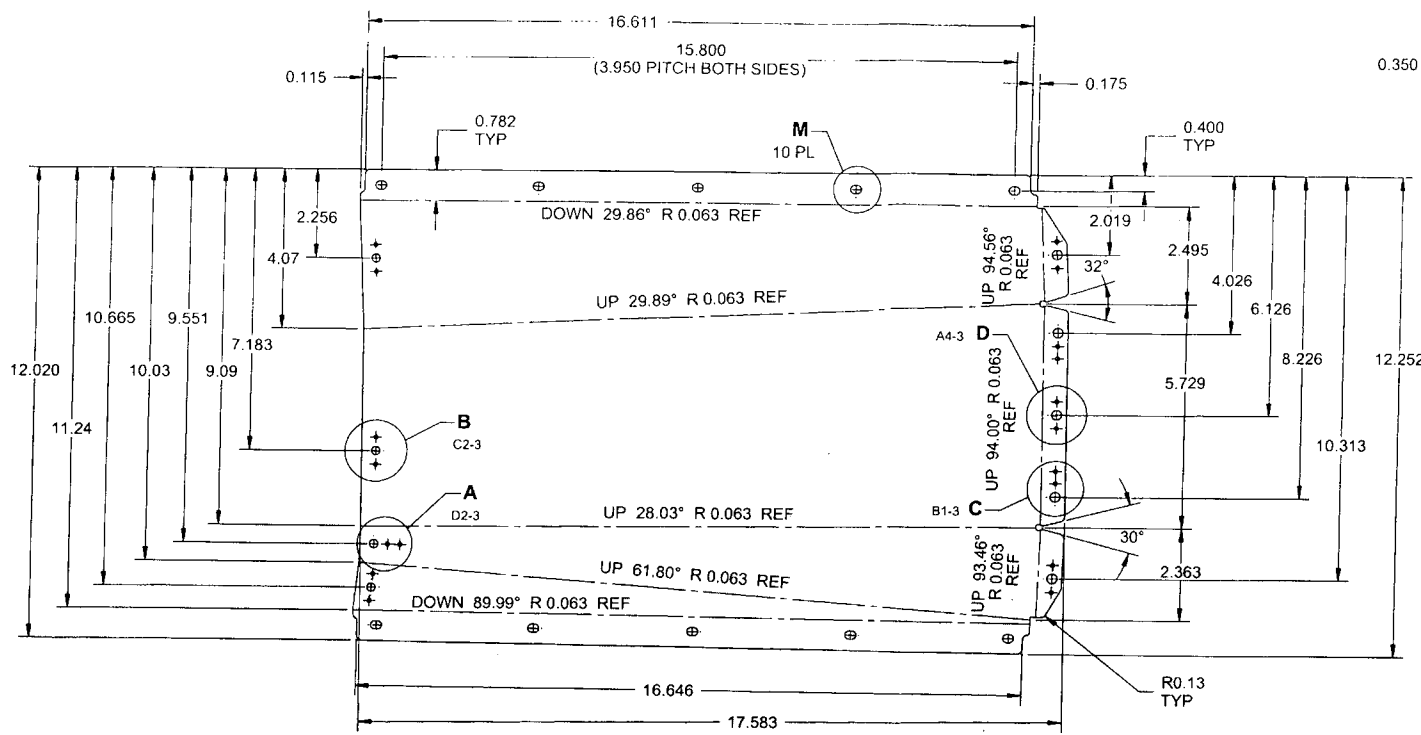 16.611
15.800
(3.950 PITCH BOTH SIDES)
0.350
0.115
0.175
0.782
TYP
M
10 PL
0.400
TYP
DOWN 29.86° R 0.063 REF
2.256
2.019
4.07
2.495
UP 94.56°
R 0.063
REF
32°
4.026
UP 29.89° R 0.063 REF
10.665
9.551
7.183
6.126
A4-3 D
12.020
10.03
9.09
8.226
12.252
5.729
UP 94.00° R 0.063
REF
11.24
B
C2-3
10.313
A
D2-3
UP 28.03° R 0.063 REF
B1-3 C
30°
UP 61.80° R 0.063 REF
UP 93.46°
R 0.063
REF
2.363
DOWN 89.99° R 0.063 REF
16.646
R0.13
TYP
17.583